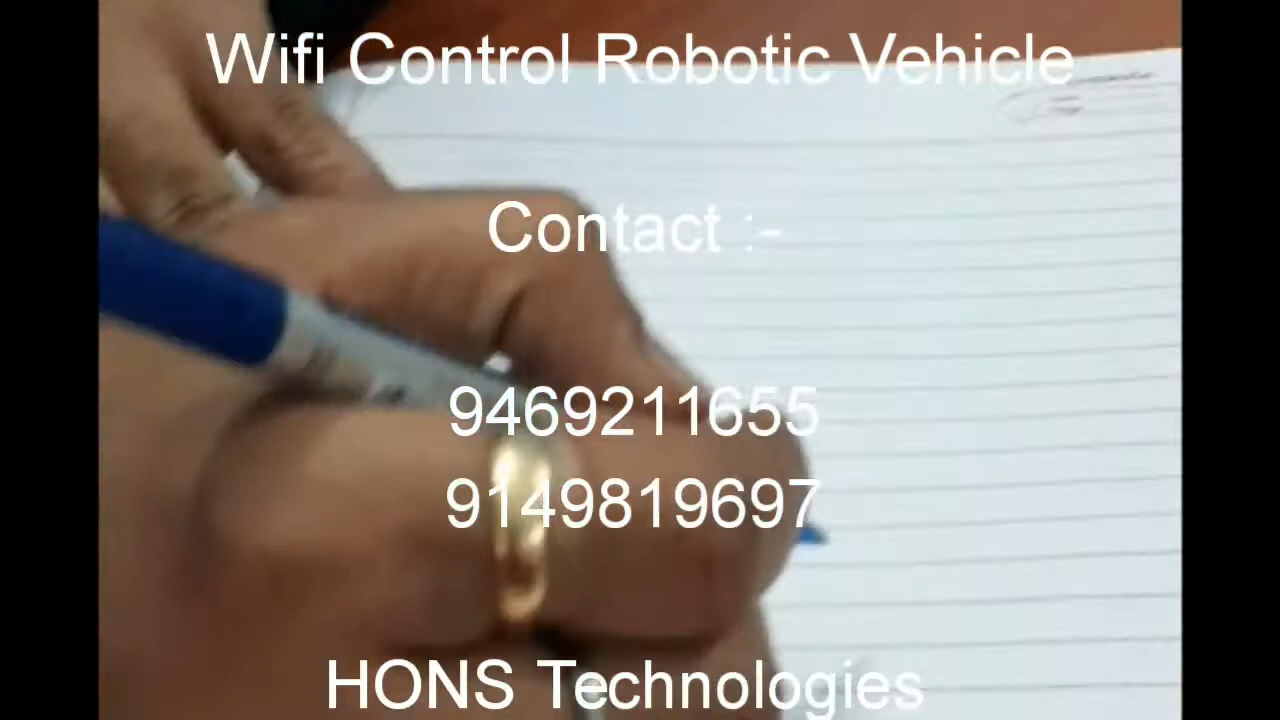 Wifi Control Robotic Vehicle
Contact :-
9469211655
9149819697
HONS Technologies